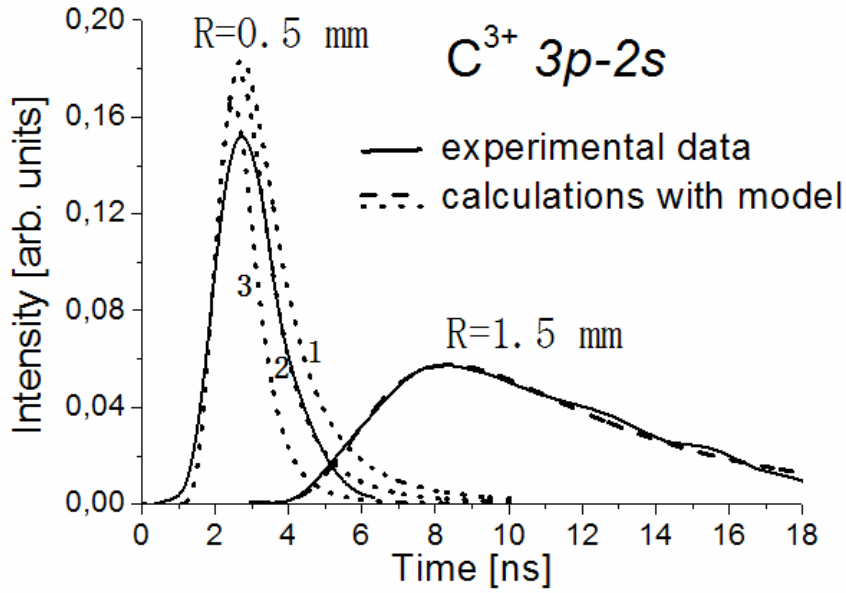 0,20
R=0.5 mm
C³⁺ 3p-2s
0,16
experimental data
calculations with model
0,12
Intensity [arb. units]
3
0,08
R=1.5 mm
1
2
0,04
0,00
0 2 4 6 8 10 12 14 16 18
Time [ns]